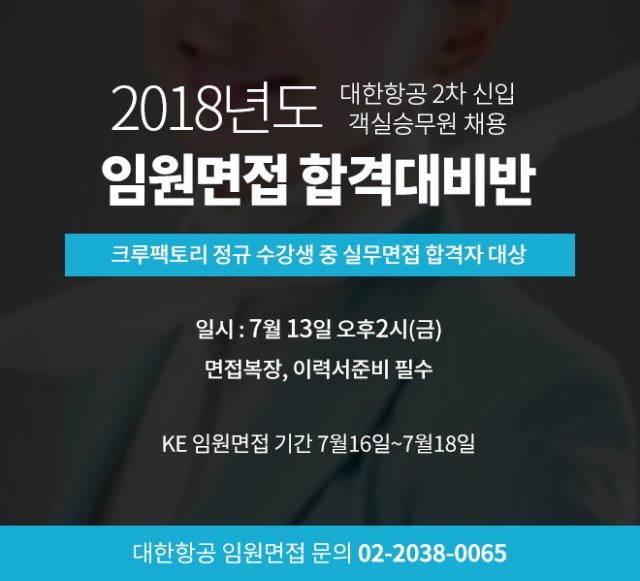 2018년도 대한항공 2차 신입
객실승무원 채용
임원면접 합격대비반
크루팩토리 정규 수강생 중 실무면접 합격자 대상
일시 : 7월 13일 오후2시(금)
면접복장, 이력서준비 필수
KE 임원면접 기간 7월16일~7월18일
대한항공 임원면접 문의 02-2038-0065